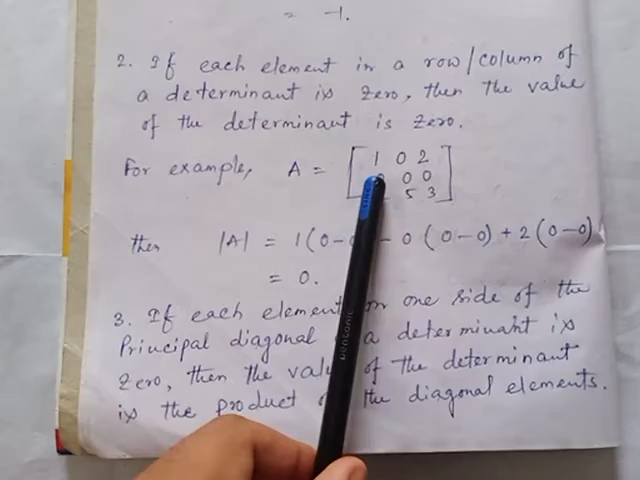 = -1.
2. If each element in a row/column of
a determinant is zero, then the value
of the determinant is zero.
For example, A = [ 1 0 2
0 0
5 3 ]
then |A| = 1(0- - 0 (0-0) + 2(0-0)
= 0.
3. If each element on one side of the
Principal diagonal a determinant is
zero, then the of the determinant
is the product the diagonal elements.